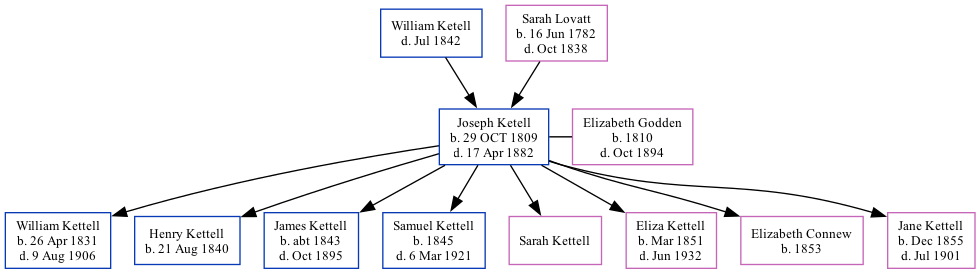 William Ketell
d. Jul 1842
Sarah Lovatt
b. 16 Jun 1782
d. Oct 1838
Joseph Ketell
b. 29 OCT 1809
d. 17 Apr 1882
Elizabeth Godden
b. 1810
d. Oct 1894
William Kettell
b. 26 Apr 1831
d. 9 Aug 1906
Henry Kettell
b. 21 Aug 1840
James Kettell
b. abt 1843
d. Oct 1895
Samuel Kettell
b. 1845
d. 6 Mar 1921
Sarah Kettell
Eliza Kettell
b. Mar 1851
d. Jun 1932
Elizabeth Connew
b. 1853
Jane Kettell
b. Dec 1855
d. Jul 1901